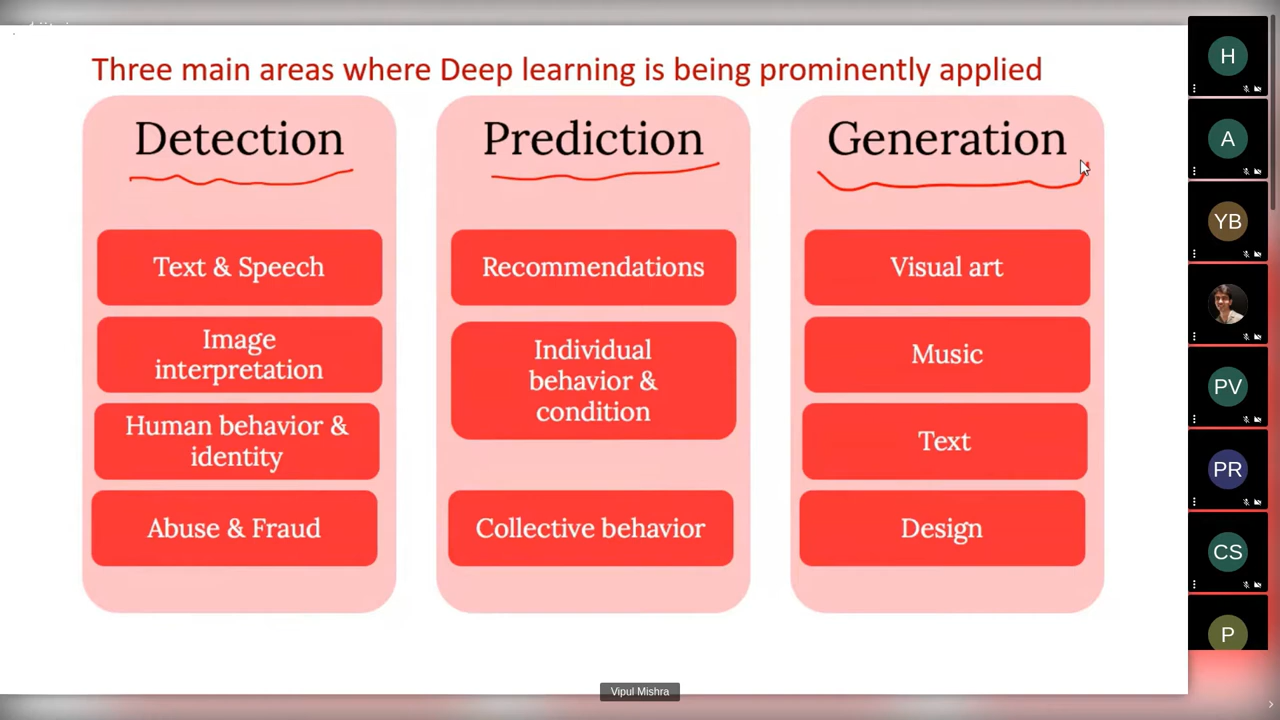 Three main areas where Deep learning is being prominently applied
Detection
Text & Speech
Image
interpretation
Human behavior &
identity
Abuse & Fraud
Prediction
Recommendations
Individual
behavior &
condition
Collective behavior
Generation
Visual art
Music
Text
Design
H
A
YB
PV
PR
CS
P
Vipul Mishra